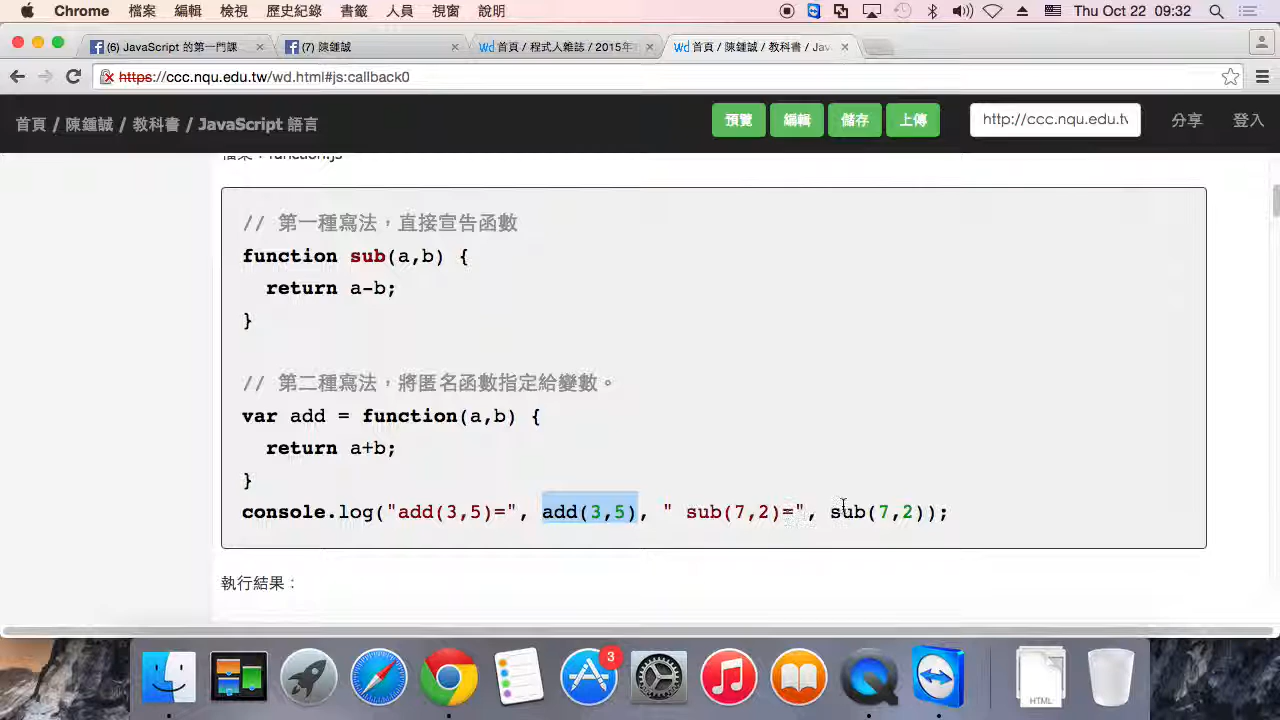 Chrome 檔案 編輯 檢視 歷史紀錄 書籤 人員 視窗 說明 Thu Oct 22 09:32
(6) JavaScript 的第一門課 (7) 陳鍾誠 Wd 首頁 / 程式人雜誌 / 2015年 Wd 首頁 / 陳鍾誠 / 教科書 / Jav
https://ccc.nqu.edu.tw/wd.html#js:callback0
首頁 / 陳鍾誠 / 教科書 / JavaScript 語言 預覽 編輯 儲存 上傳 http://ccc.nqu.edu.tv 分享 登入
檔案：function.js
// 第一種寫法，直接宣告函數
function sub(a,b) {
return a-b;
}
// 第二種寫法，將匿名函數指定給變數。
var add = function(a,b) {
return a+b;
}
console.log("add(3,5)=", add(3,5), " sub(7,2)=", sub(7,2));
執行結果：
3
HTML